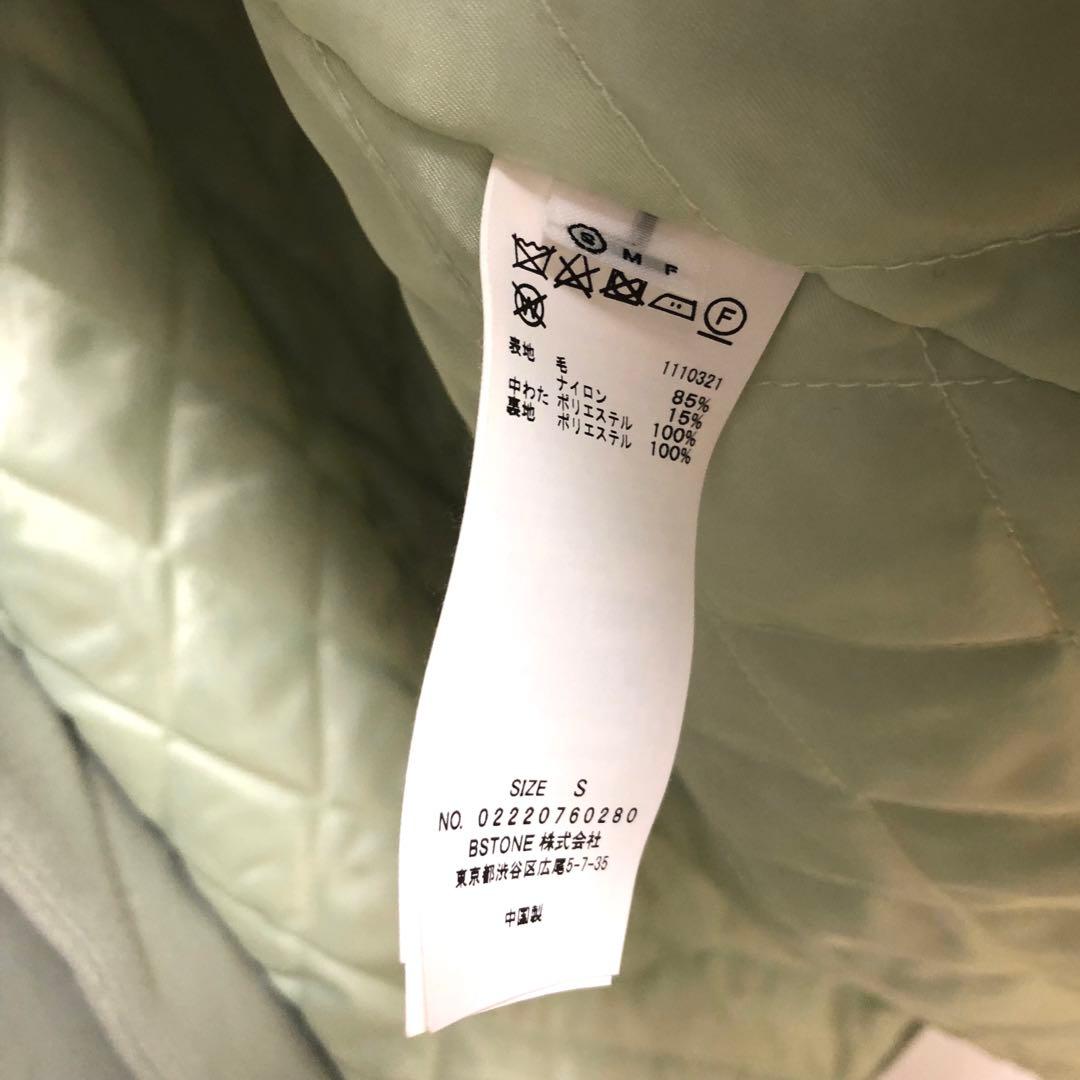 M F
F
1110321
表地 毛 85%
ナイロン 15%
中わた ポリエステル 100%
裏地 ポリエステル 100%
SIZE S
NO. 02220760280
BSTONE 株式会社
東京都渋谷区広尾5-7-35
中国製